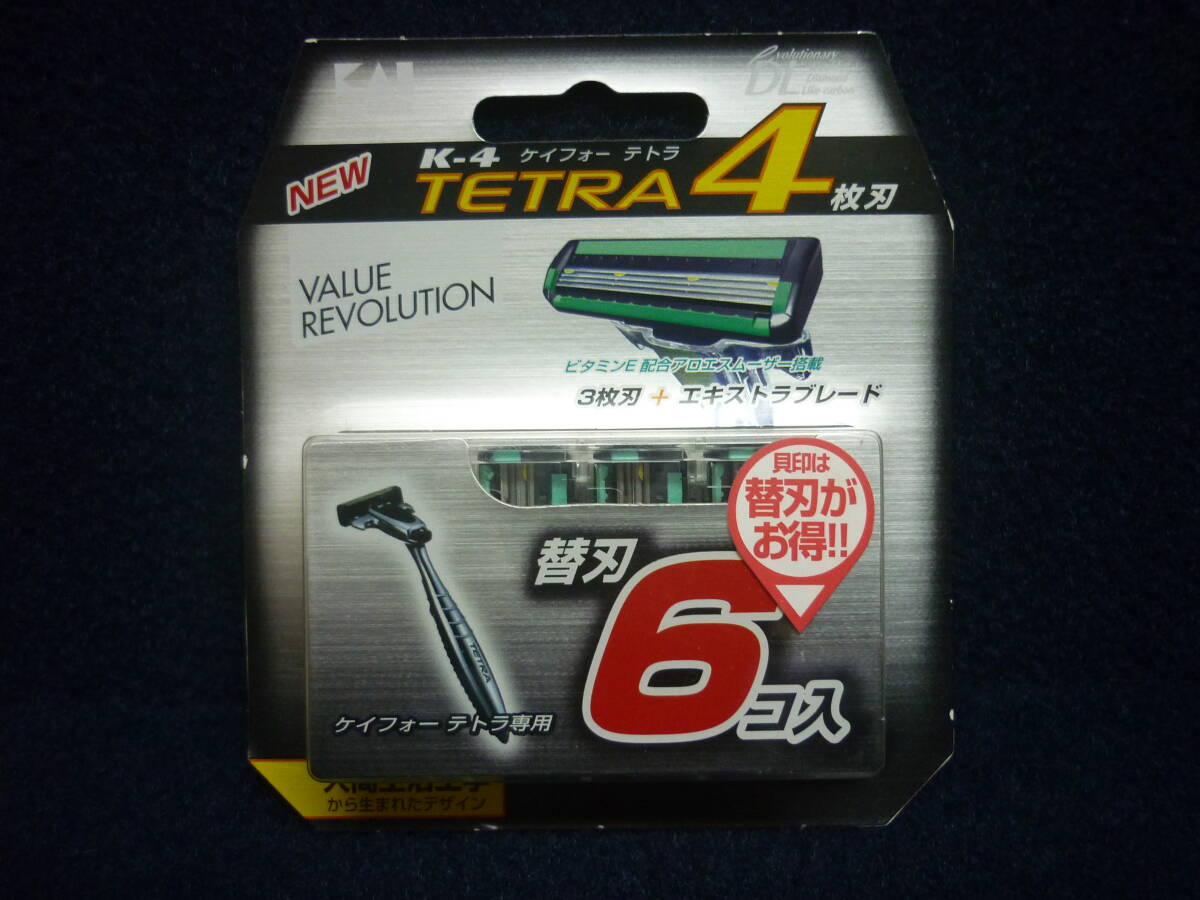 KAI
Evolutionary
DL
Diamond
Like carbon
NEW
K-4 ケイフォー テトラ
TETRA 4枚刃
VALUE
REVOLUTION
ビタミンE 配合アロエスムーザー搭載
3枚刃 + エキストラブレード
貝印は
替刃が
お得!!
替刃
6コ入
TETRA
ケイフォー テトラ専用
から生まれたデザイン